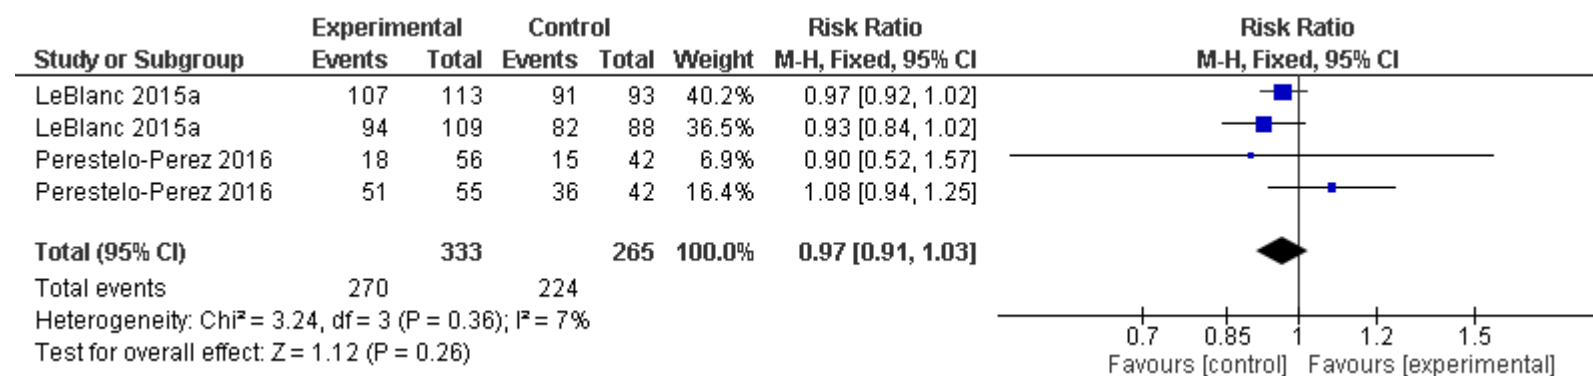 Experimental Control Risk Ratio Risk Ratio
Study or Subgroup Events Total Events Total Weight M-H, Fixed, 95% CI M-H, Fixed, 95% CI
LeBlanc 2015a 107 113 91 93 40.2% 0.97 [0.92, 1.02]
LeBlanc 2015a 94 109 82 88 36.5% 0.93 [0.84, 1.02]
Perestelo-Perez 2016 18 56 15 42 6.9% 0.90 [0.52, 1.57]
Perestelo-Perez 2016 51 55 36 42 16.4% 1.08 [0.94, 1.25]
Total (95% CI) 333 265 100.0% 0.97 [0.91, 1.03]
Total events 270 224
Heterogeneity: Chi² = 3.24, df = 3 (P = 0.36); I² = 7%
Test for overall effect: Z = 1.12 (P = 0.26)
0.7 0.85 1 1.2 1.5
Favours [control] Favours [experimental]